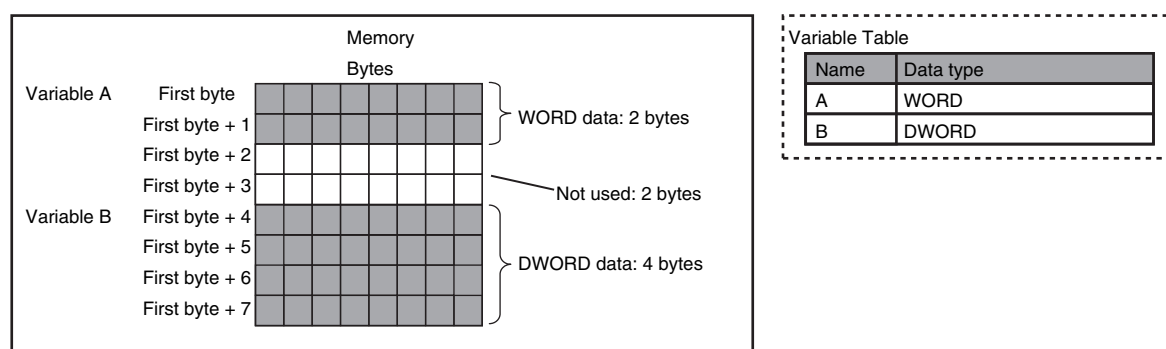 Memory
Bytes
Variable A
First byte
First byte + 1
WORD data: 2 bytes
First byte + 2
First byte + 3
Not used: 2 bytes
Variable B
First byte + 4
First byte + 5
DWORD data: 4 bytes
First byte + 6
First byte + 7
Variable Table
Name Data type
A WORD
B DWORD